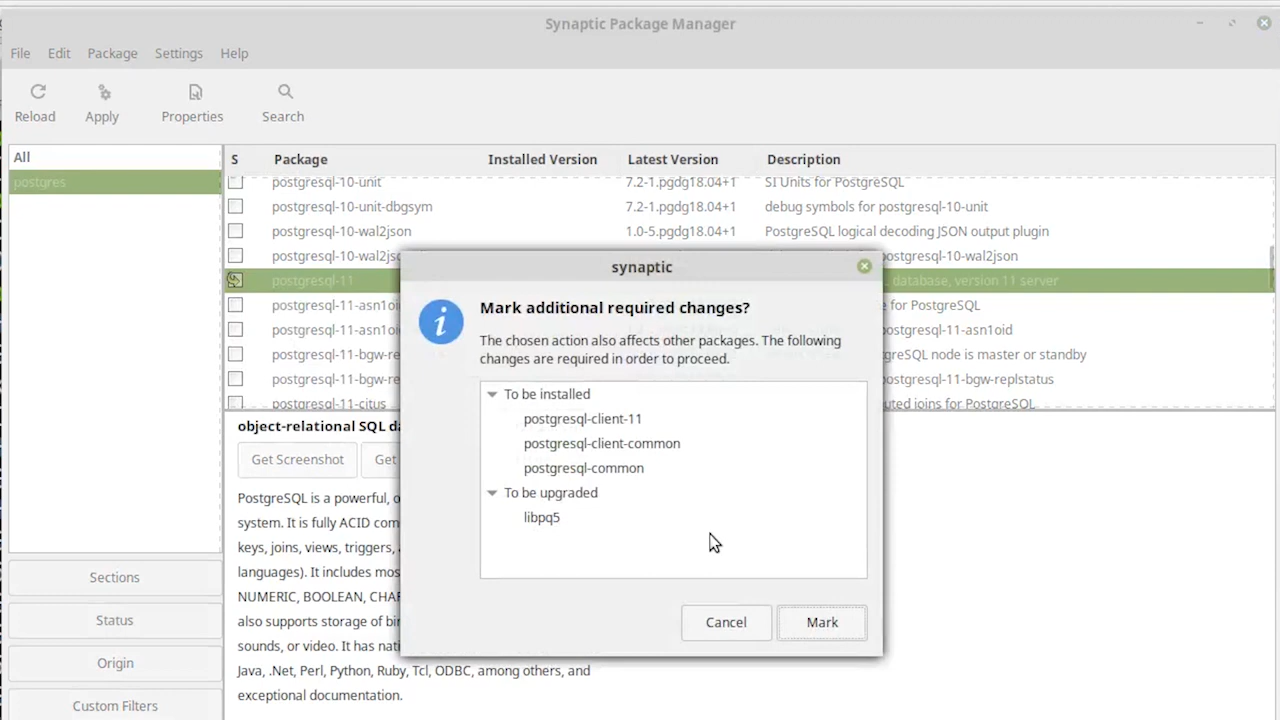 Synaptic Package Manager
File Edit Package Settings Help
Reload Apply Properties Search
All
postgres
S Package Installed Version Latest Version Description
postgresql-10-unit 7.2-1.pgdg18.04+1 SI Units for PostgreSQL
postgresql-10-unit-dbgsym 7.2-1.pgdg18.04+1 debug symbols for postgresql-10-unit
postgresql-10-wal2json 1.0-5.pgdg18.04+1 PostgreSQL logical decoding JSON output plugin
postgresql-10-wal2jso postgresql-10-wal2json
postgresql-11 database, version 11 server
postgresql-11-asn1oi e for PostgreSQL
postgresql-11-asn1oi postgresql-11-asn1oid
postgresql-11-bgw-re greSQL node is master or standby
postgresql-11-bgw-re postgresql-11-bgw-replstatus
postgresql-11-citus uted joins for PostgreSQL
object-relational SQL da
Get Screenshot Get
PostgreSQL is a powerful, o
system. It is fully ACID com
keys, joins, views, triggers,
languages). It includes mos
NUMERIC, BOOLEAN, CHAR
also supports storage of bin
sounds, or video. It has nati
Java, .Net, Perl, Python, Ruby, Tcl, ODBC, among others, and
exceptional documentation.
Sections
Status
Origin
Custom Filters
synaptic
i
Mark additional required changes?
The chosen action also affects other packages. The following
changes are required in order to proceed.
To be installed
postgresql-client-11
postgresql-client-common
postgresql-common
To be upgraded
libpq5
Cancel Mark